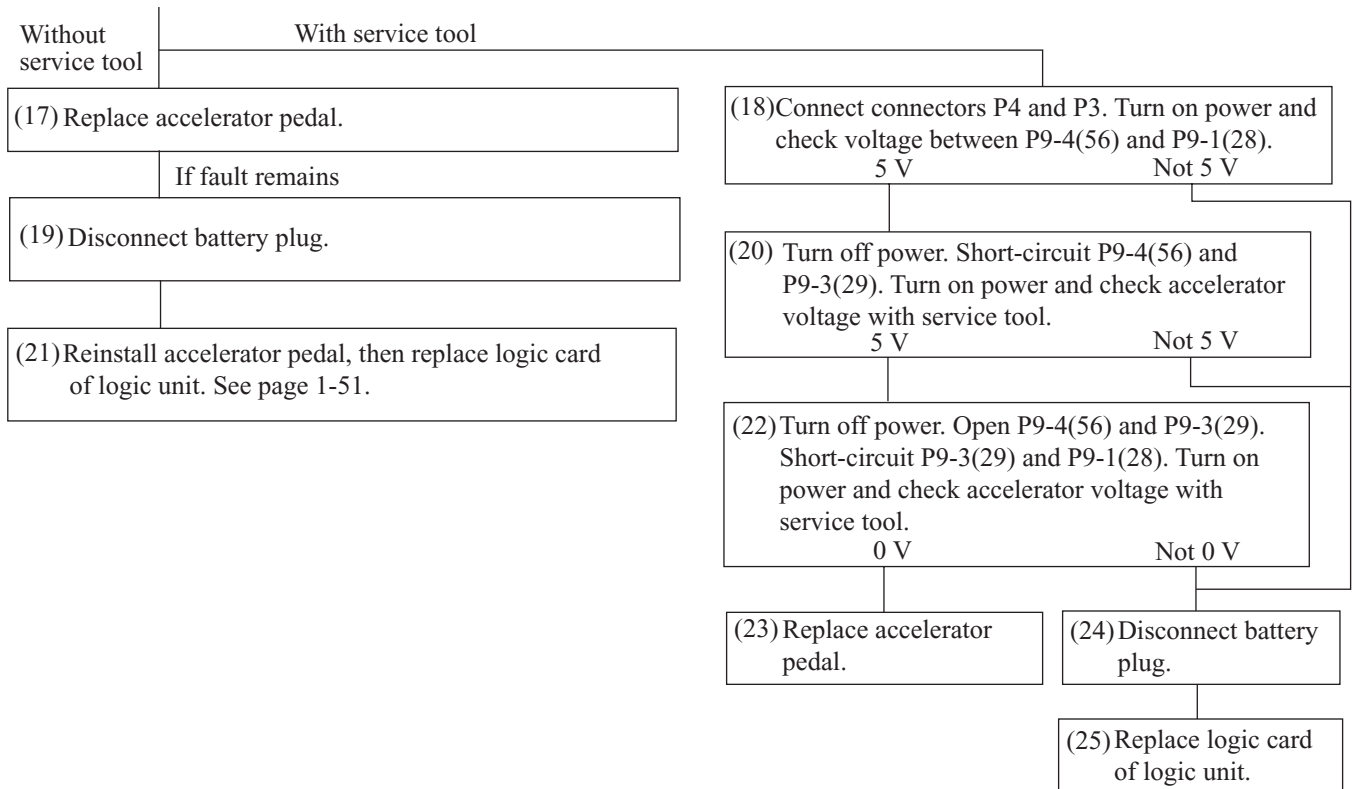 Without
service tool
With service tool
(17) Replace accelerator pedal.
If fault remains
(19) Disconnect battery plug.
(21) Reinstall accelerator pedal, then replace logic card
of logic unit. See page 1-51.
(18) Connect connectors P4 and P3. Turn on power and
check voltage between P9-4(56) and P9-1(28).
5 V Not 5 V
(20) Turn off power. Short-circuit P9-4(56) and
P9-3(29). Turn on power and check accelerator
voltage with service tool.
5 V Not 5 V
(22) Turn off power. Open P9-4(56) and P9-3(29).
Short-circuit P9-3(29) and P9-1(28). Turn on
power and check accelerator voltage with
service tool.
0 V Not 0 V
(23) Replace accelerator
pedal.
(24) Disconnect battery
plug.
(25) Replace logic card
of logic unit.